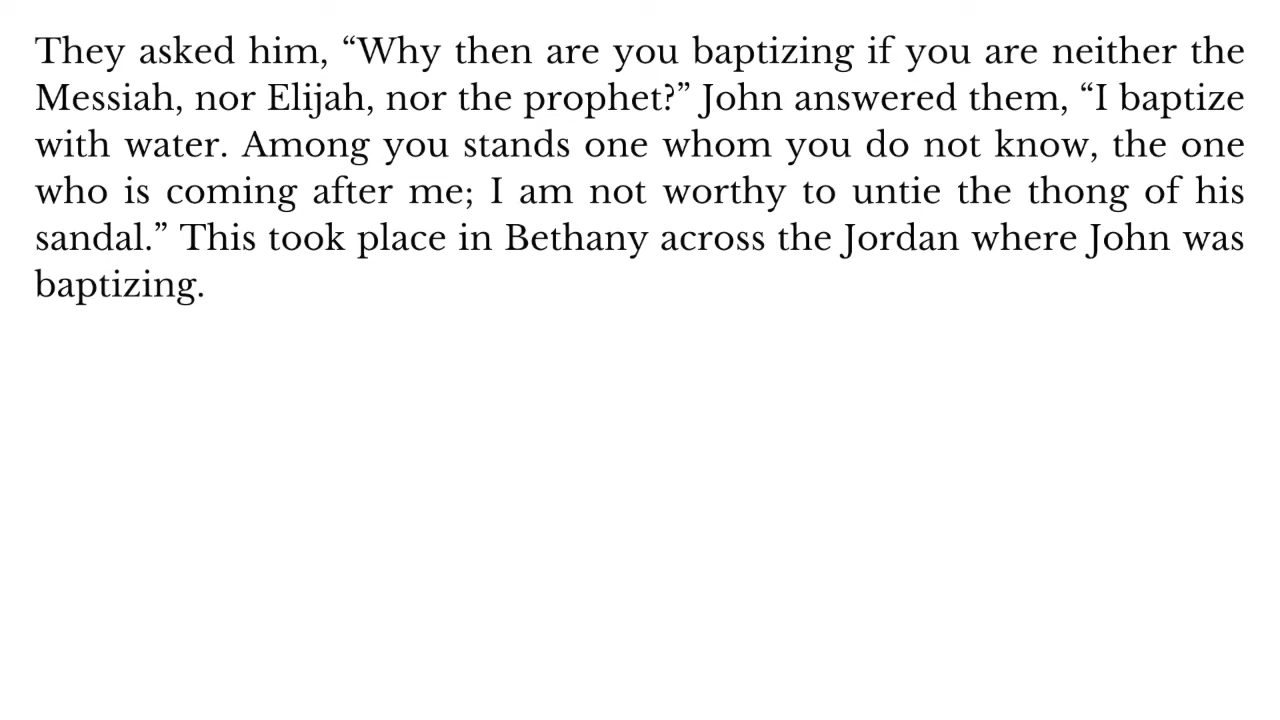 They asked him, “Why then are you baptizing if you are neither the
Messiah, nor Elijah, nor the prophet?” John answered them, “I baptize
with water. Among you stands one whom you do not know, the one
who is coming after me; I am not worthy to untie the thong of his
sandal.” This took place in Bethany across the Jordan where John was
baptizing.